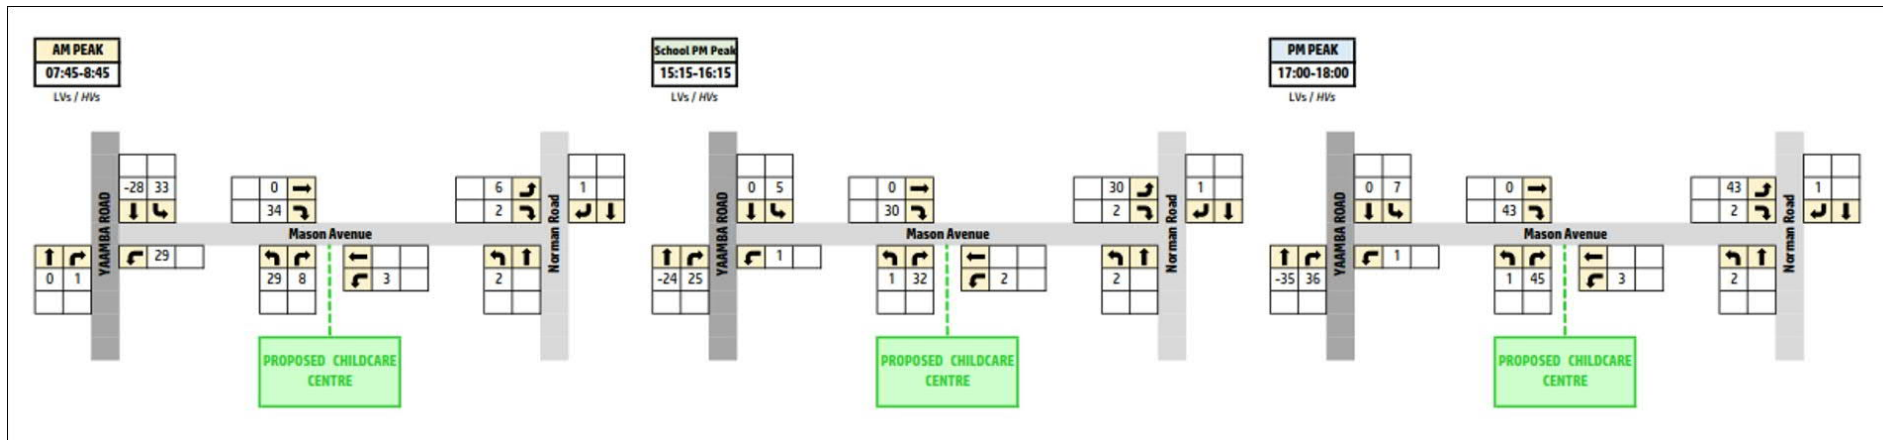 AM PEAK
07:45-8:45
LVs / HVs
YAAMBA ROAD
-28 33
0
34
6
2
1
Norman Road
Mason Avenue
0 1
29
29 8
3
2
PROPOSED CHILDCARE
CENTRE
School PM Peak
15:15-16:15
LVs / HVs
YAAMBA ROAD
0 5
0
30
30
2
1
Norman Road
Mason Avenue
-24 25
1
1 32
2
2
PROPOSED CHILDCARE
CENTRE
PM PEAK
17:00-18:00
LVs / HVs
YAAMBA ROAD
0 7
0
43
43
2
1
Norman Road
Mason Avenue
-35 36
1
1 45
3
2
PROPOSED CHILDCARE
CENTRE